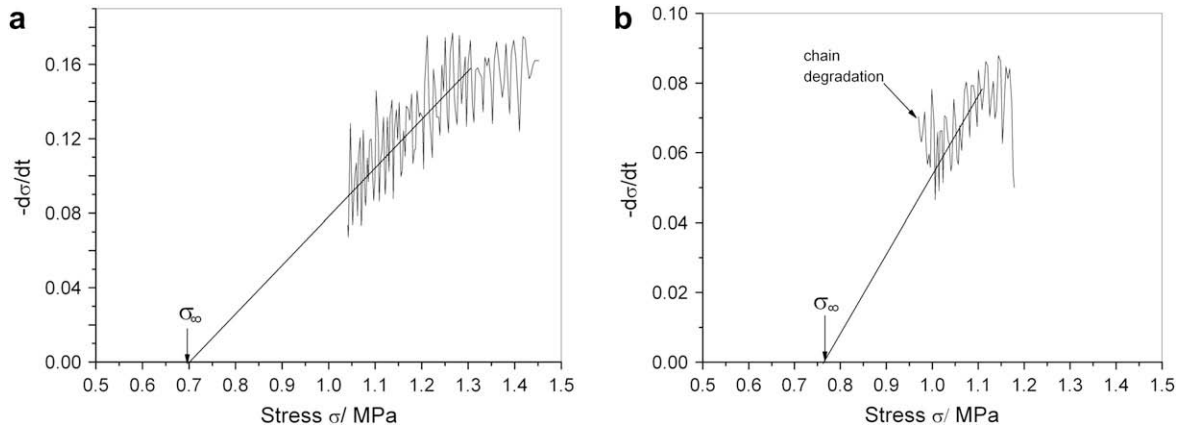 a
0.16
0.12
0.08
0.04
0.00
-dσ/dt
σ∞
0.5 0.6 0.7 0.8 0.9 1.0 1.1 1.2 1.3 1.4 1.5
Stress σ/ MPa
b
0.10
0.08
0.06
0.04
0.02
0.00
-dσ/dt
chain
degradation
σ∞
0.5 0.6 0.7 0.8 0.9 1.0 1.1 1.2 1.3 1.4 1.5
Stress σ/ MPa